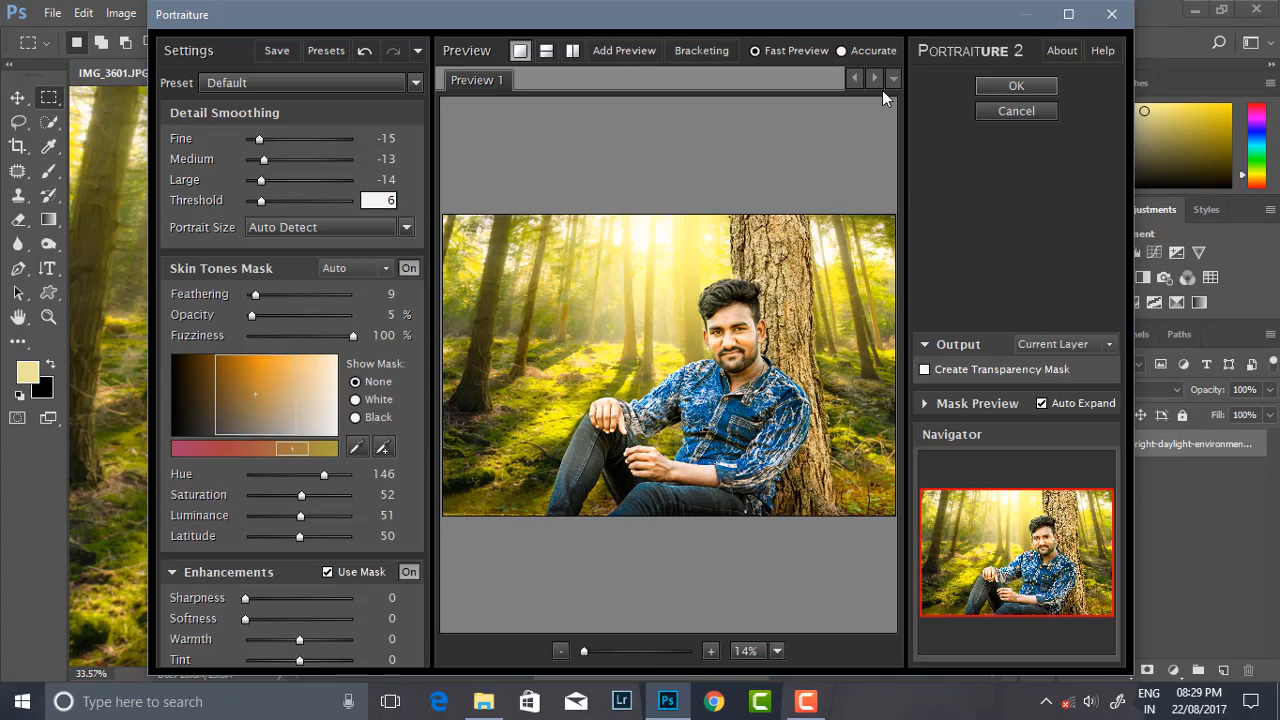 Ps File Edit Image
Portraiture
IMG_3601.JPG
Settings Save Presets
Preset Default
Detail Smoothing
Fine -15
Medium -13
Large -14
Threshold 6
Portrait Size Auto Detect
Skin Tones Mask Auto On
Feathering 9
Opacity 5 %
Fuzziness 100 %
Show Mask:
None
White
Black
Hue 146
Saturation 52
Luminance 51
Latitude 50
Enhancements Use Mask On
Sharpness 0
Softness 0
Warmth 0
Tint 0
Preview Add Preview Bracketing Fast Preview Accurate
Preview 1
- + 14%
PORTRAITURE 2 About Help
OK
Cancel
Output Current Layer
Create Transparency Mask
Mask Preview Auto Expand
Navigator
Styles
Paths
Opacity: 100%
Fill: 100%
right-daylight-environmen...
33.57%
Type here to search
Lr Ps
ENG
IN
08:29 PM
22/08/2017